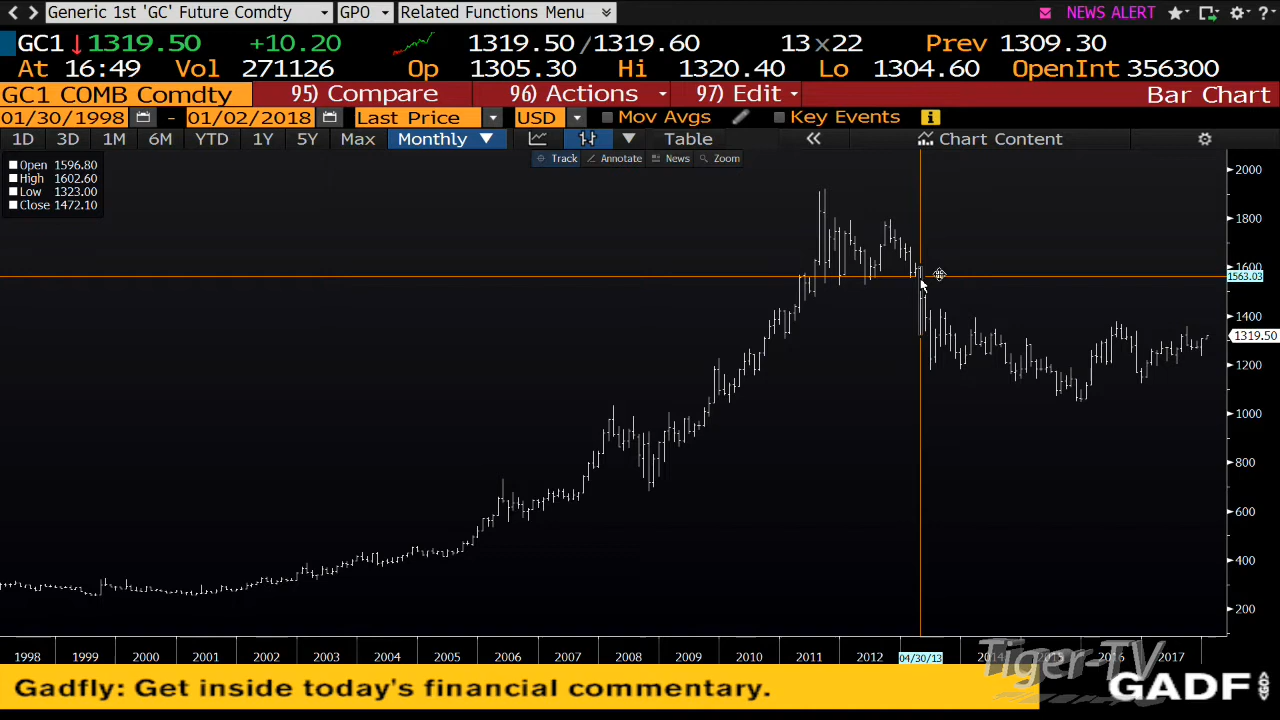 Generic 1st 'GC' Future Comdty GPO Related Functions Menu NEWS ALERT ?
GC1 1319.50 +10.20 1319.50 /1319.60 13 x 22 Prev 1309.30
At 16:49 Vol 271126 Op 1305.30 Hi 1320.40 Lo 1304.60 OpenInt 356300
GC1 COMB Comdty 95) Compare 96) Actions 97) Edit Bar Chart
01/30/1998 - 01/02/2018 Last Price USD Mov Avgs Key Events i
1D 3D 1M 6M YTD 1Y 5Y Max Monthly Table Chart Content
Track Annotate News Zoom
Open 1596.80
High 1602.60
Low 1323.00
Close 1472.10
2000
1800
1600
1563.03
1400
1319.50
1200
1000
800
600
400
200
1998 1999 2000 2001 2002 2003 2004 2005 2006 2007 2008 2009 2010 2011 2012 04/30/13 2014 2015 2016 2017
Tiger-TV
Gadfly: Get inside today's financial commentary. GADF <GO>